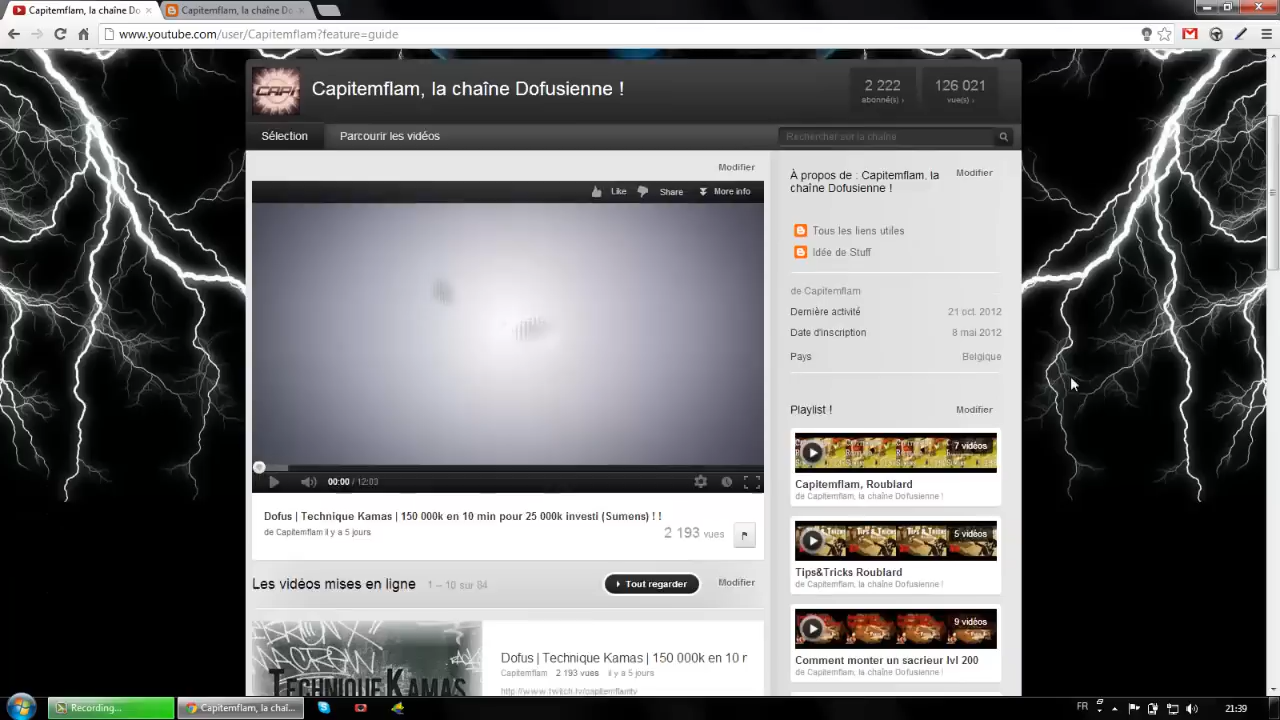 Capitemflam, la chaîne Do
Capitemflam, la chaîne Do
www.youtube.com/user/Capitemflam?feature=guide
CAPI
Capitemflam, la chaîne Dofusienne !
2 222
abonné(s) ›
126 021
vue(s) ›
Sélection
Parcourir les vidéos
Rechercher sur la chaîne
Modifier
Like
Share
More info
00:00 / 12:03
Dofus | Technique Kamas | 150 000k en 10 min pour 25 000k investi (Sumens) ! !
de Capitemflam il y a 5 jours
2 193 vues
Les vidéos mises en ligne
1 – 10 sur 84
Tout regarder
Modifier
TECHNIQUE KAMAS
Dofus | Technique Kamas | 150 000k en 10 r
Capitemflam 2 193 vues il y a 5 jours
http://www.twitch.tv/capitemflamtv
À propos de : Capitemflam, la
chaîne Dofusienne !
Modifier
Tous les liens utiles
Idée de Stuff
de Capitemflam
Dernière activité 21 oct. 2012
Date d'inscription 8 mai 2012
Pays Belgique
Playlist !
Modifier
7 vidéos
Capitemflam, Roublard
de Capitemflam, la chaîne Dofusienne !
5 vidéos
Tips&Tricks Roublard
de Capitemflam, la chaîne Dofusienne !
9 vidéos
Comment monter un sacrieur lvl 200
de Capitemflam, la chaîne Dofusienne !
Recording...
Capitemflam, la chaî...
FR
21:39